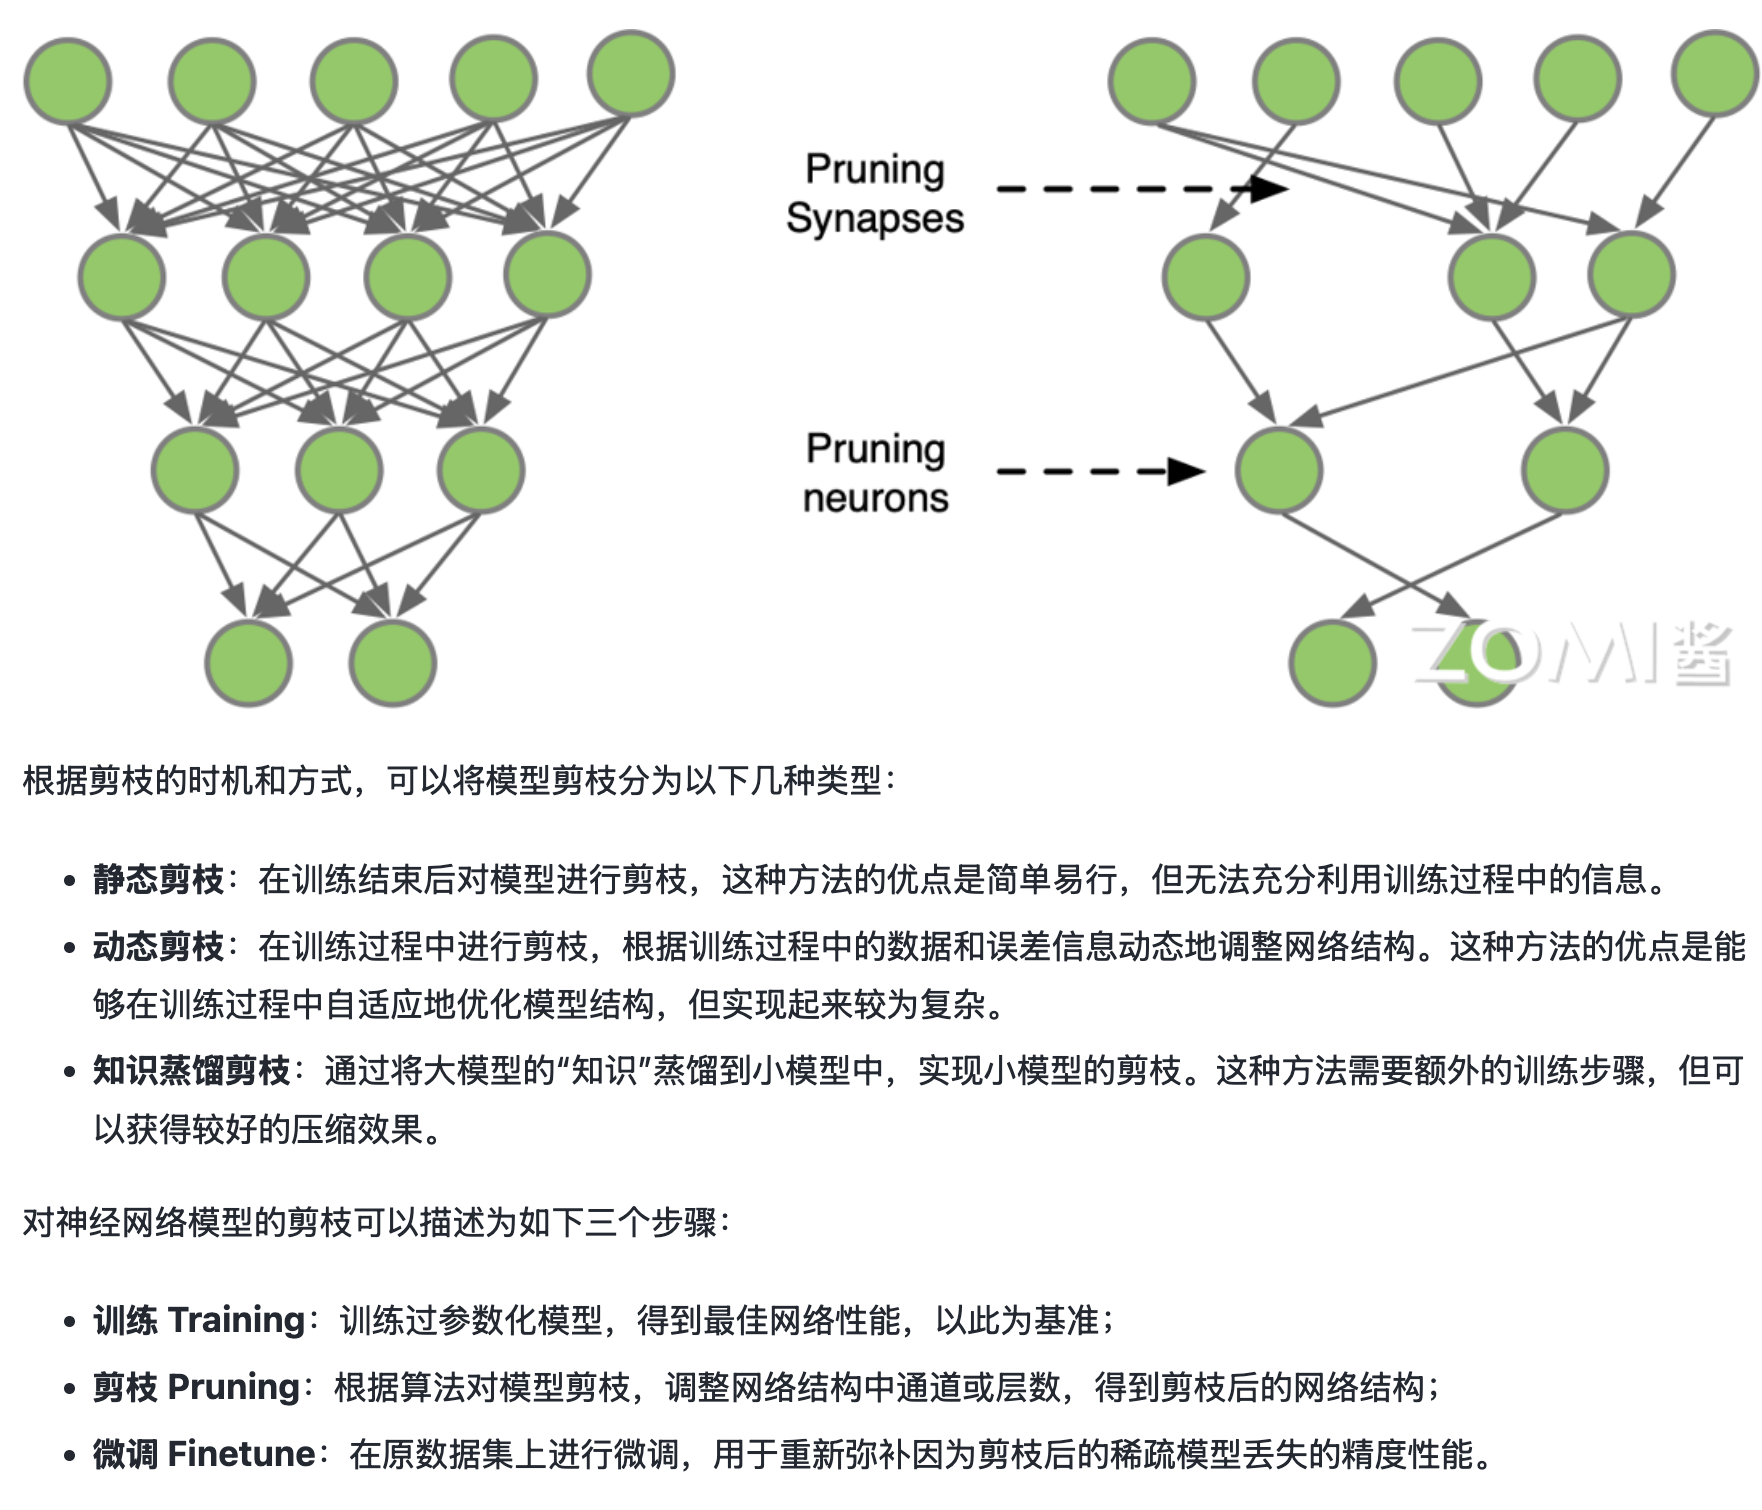 Pruning
Synapses
Pruning
neurons
ZOMI酱
根据剪枝的时机和方式，可以将模型剪枝分为以下几种类型：
• 静态剪枝：在训练结束后对模型进行剪枝，这种方法的优点是简单易行，但无法充分利用训练过程中的信息。
• 动态剪枝：在训练过程中进行剪枝，根据训练过程中的数据和误差信息动态地调整网络结构。这种方法的优点是能
够在训练过程中自适应地优化模型结构，但实现起来较为复杂。
• 知识蒸馏剪枝：通过将大模型的“知识”蒸馏到小模型中，实现小模型的剪枝。这种方法需要额外的训练步骤，但可
以获得较好的压缩效果。
对神经网络模型的剪枝可以描述为如下三个步骤：
• 训练 Training：训练过参数化模型，得到最佳网络性能，以此为基准；
• 剪枝 Pruning：根据算法对模型剪枝，调整网络结构中通道或层数，得到剪枝后的网络结构；
• 微调 Finetune：在原数据集上进行微调，用于重新弥补因为剪枝后的稀疏模型丢失的精度性能。